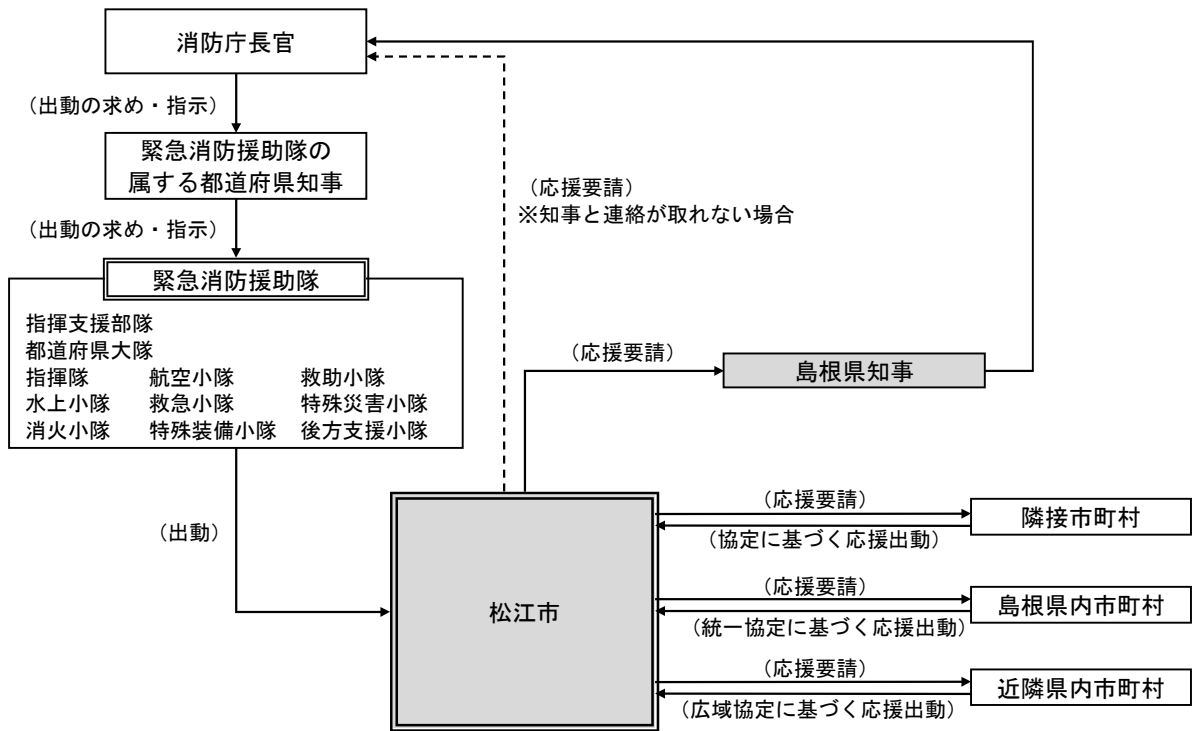 消防庁長官
（出動の求め・指示）
緊急消防援助隊の
属する都道府県知事
（応援要請）
※知事と連絡が取れない場合
（出動の求め・指示）
緊急消防援助隊
指揮支援部隊
都道府県大隊
指揮隊　航空小隊　救助小隊
水上小隊　救急小隊　特殊災害小隊
消火小隊　特殊装備小隊　後方支援小隊
（応援要請）
島根県知事
（出動）
松江市
（応援要請）
隣接市町村
（協定に基づく応援出動）
（応援要請）
島根県内市町村
（統一協定に基づく応援出動）
（応援要請）
近隣県内市町村
（広域協定に基づく応援出動）